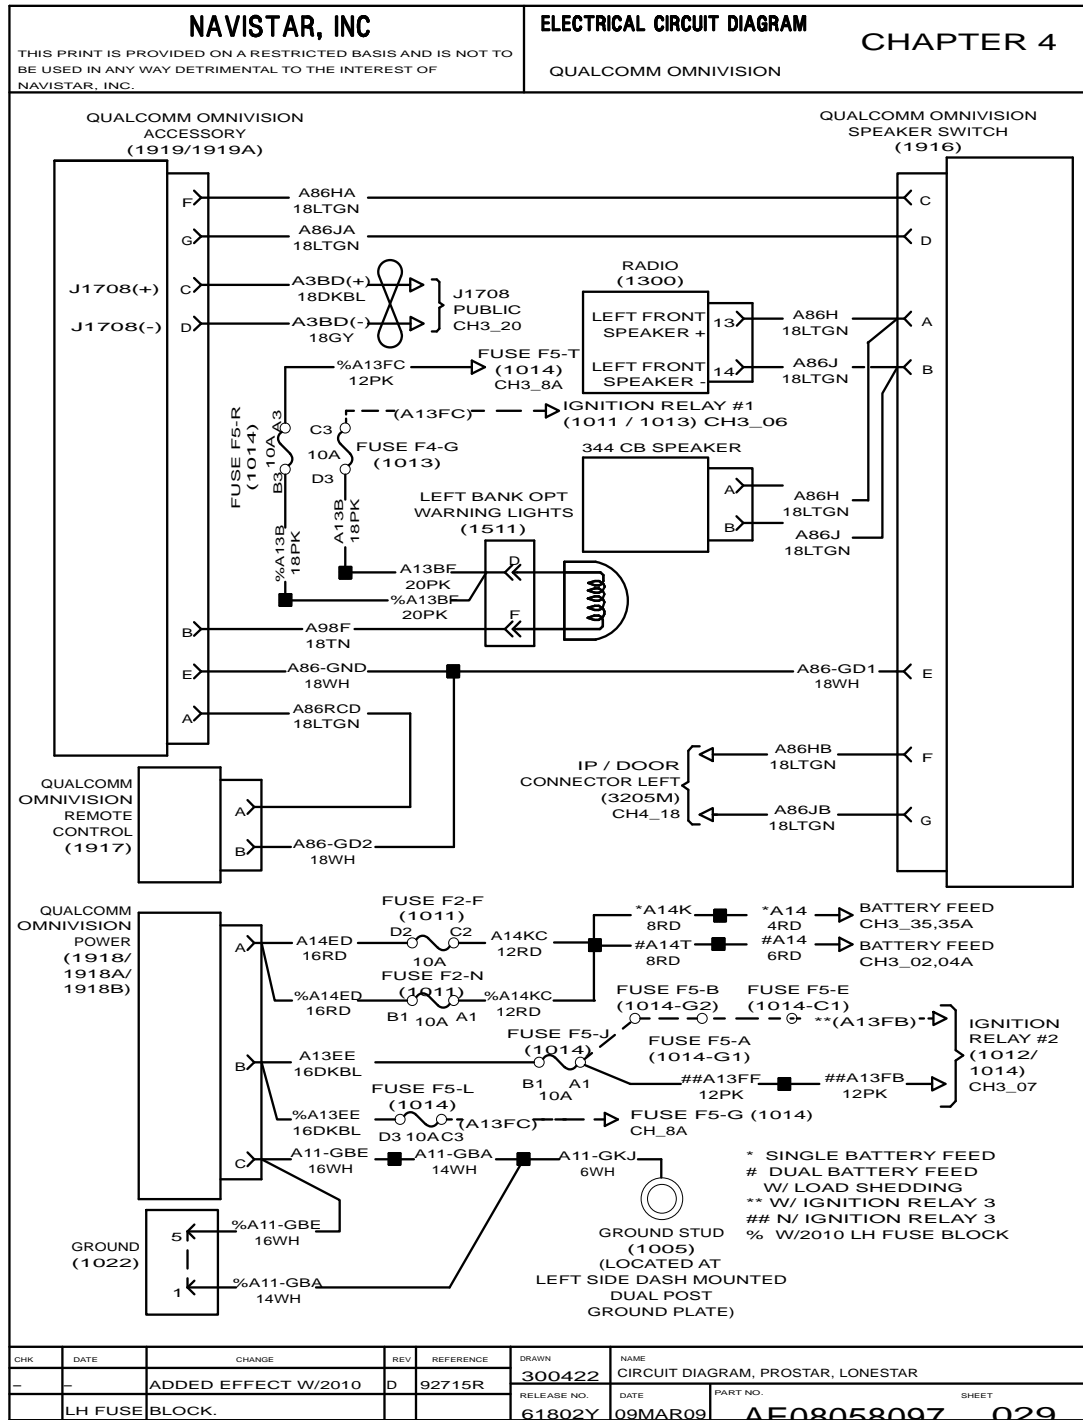 NAVISTAR, INC
THIS PRINT IS PROVIDED ON A RESTRICTED BASIS AND IS NOT TO
BE USED IN ANY WAY DETRIMENTAL TO THE INTEREST OF
NAVISTAR, INC.
ELECTRICAL CIRCUIT DIAGRAM
CHAPTER 4
QUALCOMM OMNIVISION
QUALCOMM OMNIVISION
ACCESSORY
(1919/1919A)
QUALCOMM OMNIVISION
SPEAKER SWITCH
(1916)
F
A86HA
18LTGN
C
G
A86JA
18LTGN
D
J1708(+)
C
A3BD(+)
18DKBL
J1708(-)
D
A3BD(-)
18GY
J1708
PUBLIC
CH3_20
RADIO
(1300)
LEFT FRONT
SPEAKER +
13
A86H
18LTGN
A
LEFT FRONT
SPEAKER -
14
A86J
18LTGN
B
%A13FC
12PK
FUSE F5-T
(1014)
CH3_8A
(A13FC)
IGNITION RELAY #1
(1011 / 1013) CH3_06
FUSE F5-R
(1014)
10A
A3
B3
C3
10A
D3
FUSE F4-G
(1013)
344 CB SPEAKER
A
A86H
18LTGN
B
A86J
18LTGN
LEFT BANK OPT
WARNING LIGHTS
(1511)
%A13B
18PK
A13B
18PK
A13BF
20PK
D
%A13BF
20PK
F
B
A98F
18TN
E
A86-GND
18WH
A86-GD1
18WH
E
A
A86RCD
18LTGN
IP / DOOR
CONNECTOR LEFT
(3205M)
CH4_18
A86HB
18LTGN
F
A86JB
18LTGN
G
QUALCOMM
OMNIVISION
REMOTE
CONTROL
(1917)
A
B
A86-GD2
18WH
QUALCOMM
OMNIVISION
POWER
(1918/
1918A/
1918B)
A
A14ED
16RD
FUSE F2-F
(1011)
D2
C2
10A
A14KC
12RD
*A14K
8RD
*A14
4RD
BATTERY FEED
CH3_35,35A
#A14T
8RD
#A14
6RD
BATTERY FEED
CH3_02,04A
%A14ED
16RD
FUSE F2-N
(1011)
B1
10A
A1
%A14KC
12RD
FUSE F5-B
(1014-G2)
FUSE F5-E
(1014-C1)
**(A13FB)
FUSE F5-A
(1014-G1)
IGNITION
RELAY #2
(1012/
1014)
CH3_07
B
A13EE
16DKBL
FUSE F5-J
(1014)
B1
A1
10A
##A13FF
12PK
##A13FB
12PK
%A13EE
16DKBL
FUSE F5-L
(1014)
D3
10A
C3
(A13FC)
FUSE F5-G (1014)
CH_8A
C
A11-GBE
16WH
A11-GBA
14WH
A11-GKJ
6WH
* SINGLE BATTERY FEED
# DUAL BATTERY FEED
W/ LOAD SHEDDING
** W/ IGNITION RELAY 3
## N/ IGNITION RELAY 3
% W/2010 LH FUSE BLOCK
GROUND
(1022)
5
%A11-GBE
16WH
1
%A11-GBA
14WH
GROUND STUD
(1005)
(LOCATED AT
LEFT SIDE DASH MOUNTED
DUAL POST
GROUND PLATE)
CHK
DATE
CHANGE
REV
REFERENCE
–
–
ADDED EFFECT W/2010
D
92715R
LH FUSE BLOCK.
DRAWN
300422
NAME
CIRCUIT DIAGRAM, PROSTAR, LONESTAR
RELEASE NO.
61802Y
DATE
09MAR09
PART NO.
AE08058097
SHEET
029